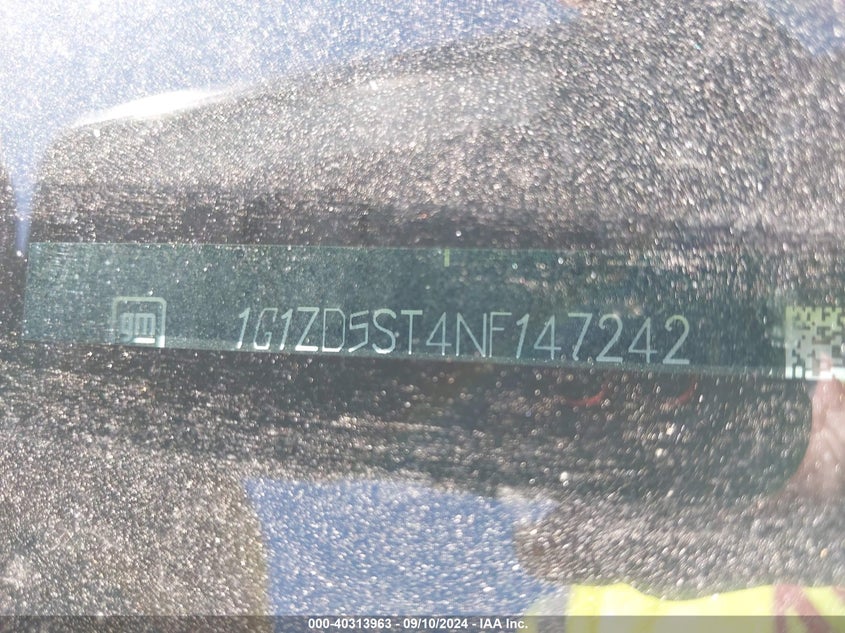 gm 1G1ZD5ST4NF147242
000-40313963 - 09/10/2024 - IAA Inc.